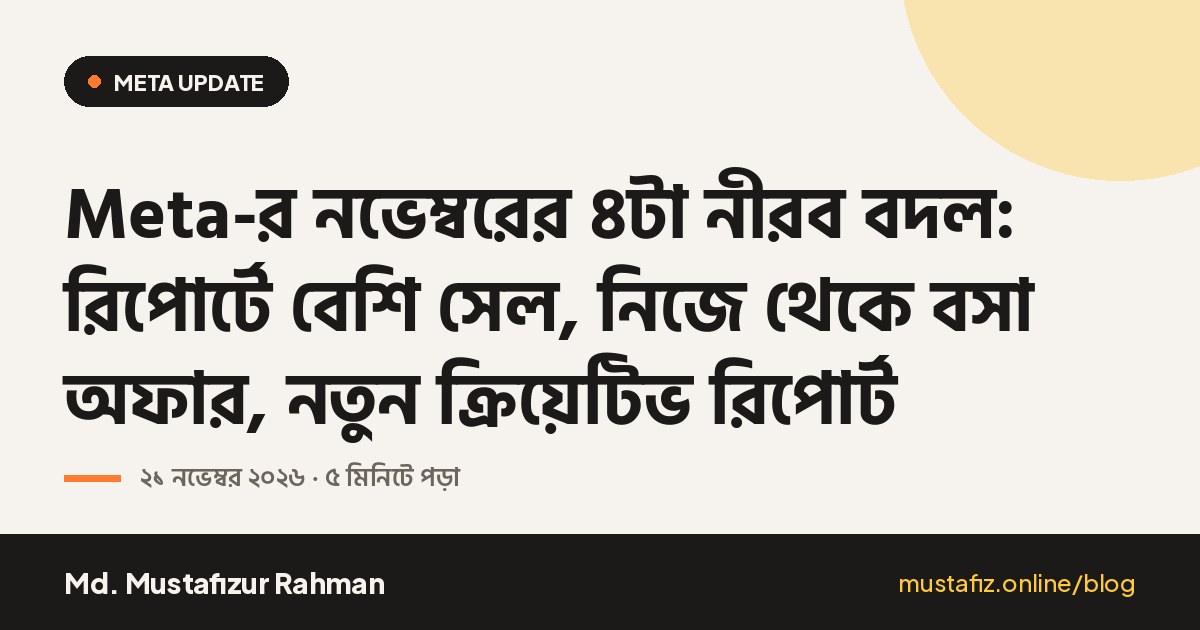 META UPDATE
Meta-র নভেম্বরের ৪টা নীরব বদল:
রিপোর্টে বেশি সেল, নিজে থেকে বসা
অফার, নতুন ক্রিয়েটিভ রিপোর্ট
২১ নভেম্বর ২০২৬ · ৫ মিনিটে পড়া
Md. Mustafizur Rahman
mustafiz.online/blog